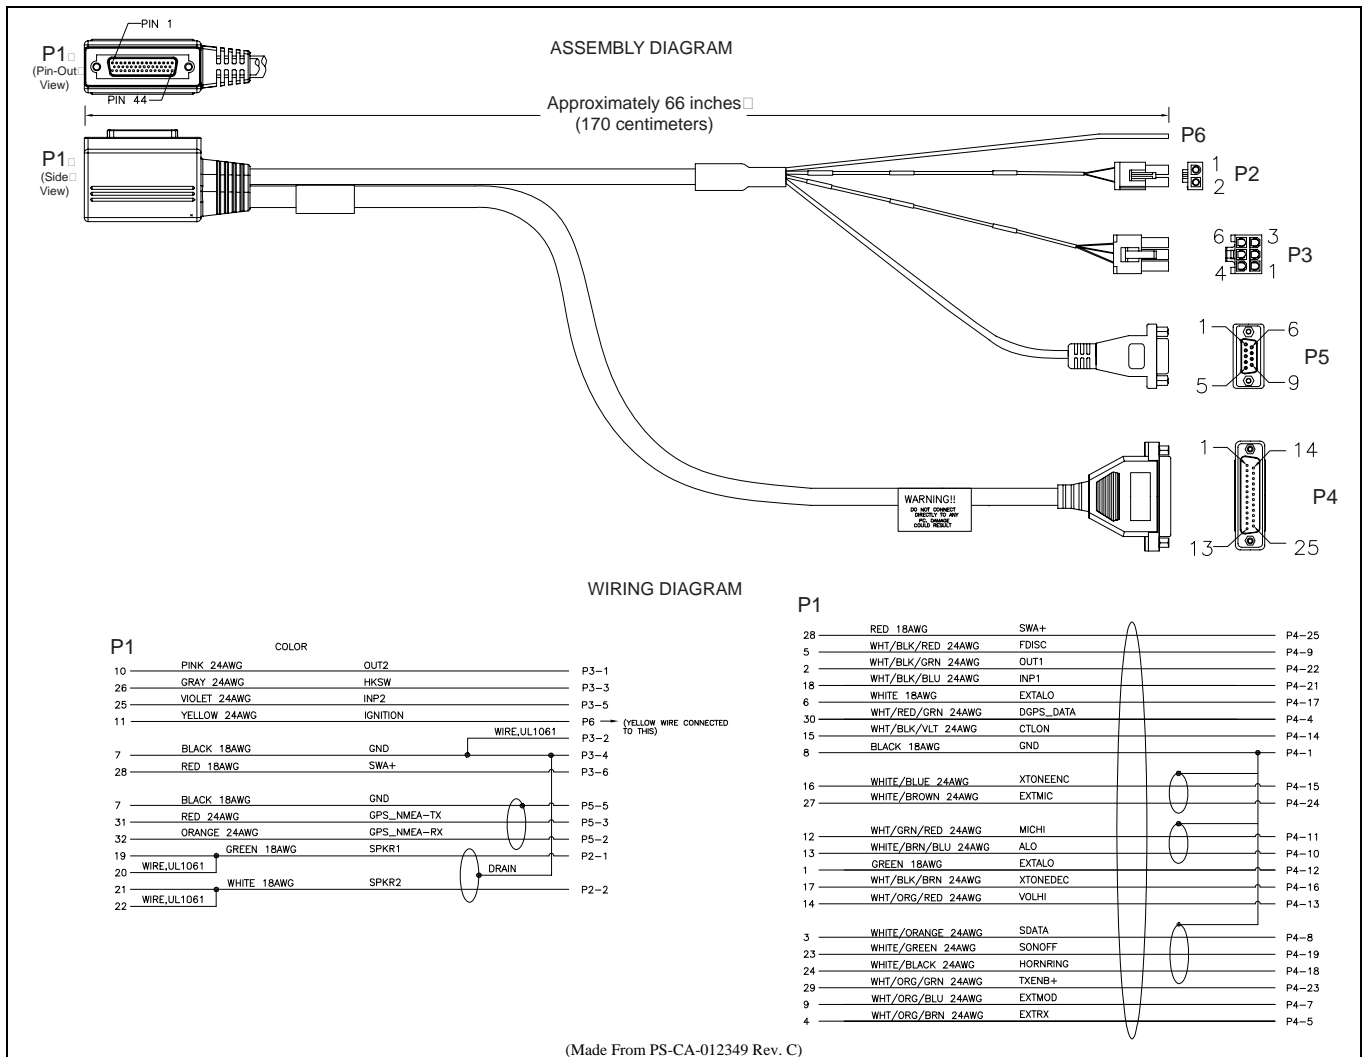 PIN 1
P1
(Pin-Out
View)
PIN 44
ASSEMBLY DIAGRAM
Approximately 66 inches
(170 centimeters)
P1
(Side
View)
P6
1
2
P2
6 3
4 1
P3
1 6
5 9
P5
1 14
13 25
P4
WARNING!!
DO NOT CONNECT
DIRECTLY TO ANY
PC, DAMAGE
COULD RESULT
WIRING DIAGRAM
P1
COLOR
10 PINK 24AWG OUT2 P3-1
26 GRAY 24AWG HKSW P3-3
25 VIOLET 24AWG INP2 P3-5
11 YELLOW 24AWG IGNITION P6 (YELLOW WIRE CONNECTED
TO THIS)
WIRE,UL1061 P3-2
7 BLACK 18AWG GND P3-4
28 RED 18AWG SWA+ P3-6
7 BLACK 18AWG GND P5-5
31 RED 24AWG GPS_NMEA-TX P5-3
32 ORANGE 24AWG GPS_NMEA-RX P5-2
19 GREEN 18AWG SPKR1 P2-1
20 WIRE,UL1061
DRAIN
21 WHITE 18AWG SPKR2 P2-2
22 WIRE,UL1061
P1
28 RED 18AWG SWA+ P4-25
5 WHT/BLK/RED 24AWG FDISC P4-9
2 WHT/BLK/GRN 24AWG OUT1 P4-22
18 WHT/BLK/BLU 24AWG INP1 P4-21
6 WHITE 18AWG EXTALO P4-17
30 WHT/RED/GRN 24AWG DGPS_DATA P4-4
15 WHT/BLK/VLT 24AWG CTLON P4-14
8 BLACK 18AWG GND P4-1
16 WHITE/BLUE 24AWG XTONEENC P4-15
27 WHITE/BROWN 24AWG EXTMIC P4-24
12 WHT/GRN/RED 24AWG MICHI P4-11
13 WHITE/BRN/BLU 24AWG ALO P4-10
1 GREEN 18AWG EXTALO P4-12
17 WHT/BLK/BRN 24AWG XTONEDEC P4-16
14 WHT/ORG/RED 24AWG VOLHI P4-13
3 WHITE/ORANGE 24AWG SDATA P4-8
23 WHITE/GREEN 24AWG SONOFF P4-19
24 WHITE/BLACK 24AWG HORNRING P4-18
29 WHT/ORG/GRN 24AWG TXENB+ P4-23
9 WHT/ORG/BLU 24AWG EXTMOD P4-7
4 WHT/ORG/BRN 24AWG EXTRX P4-5
(Made From PS-CA-012349 Rev. C)